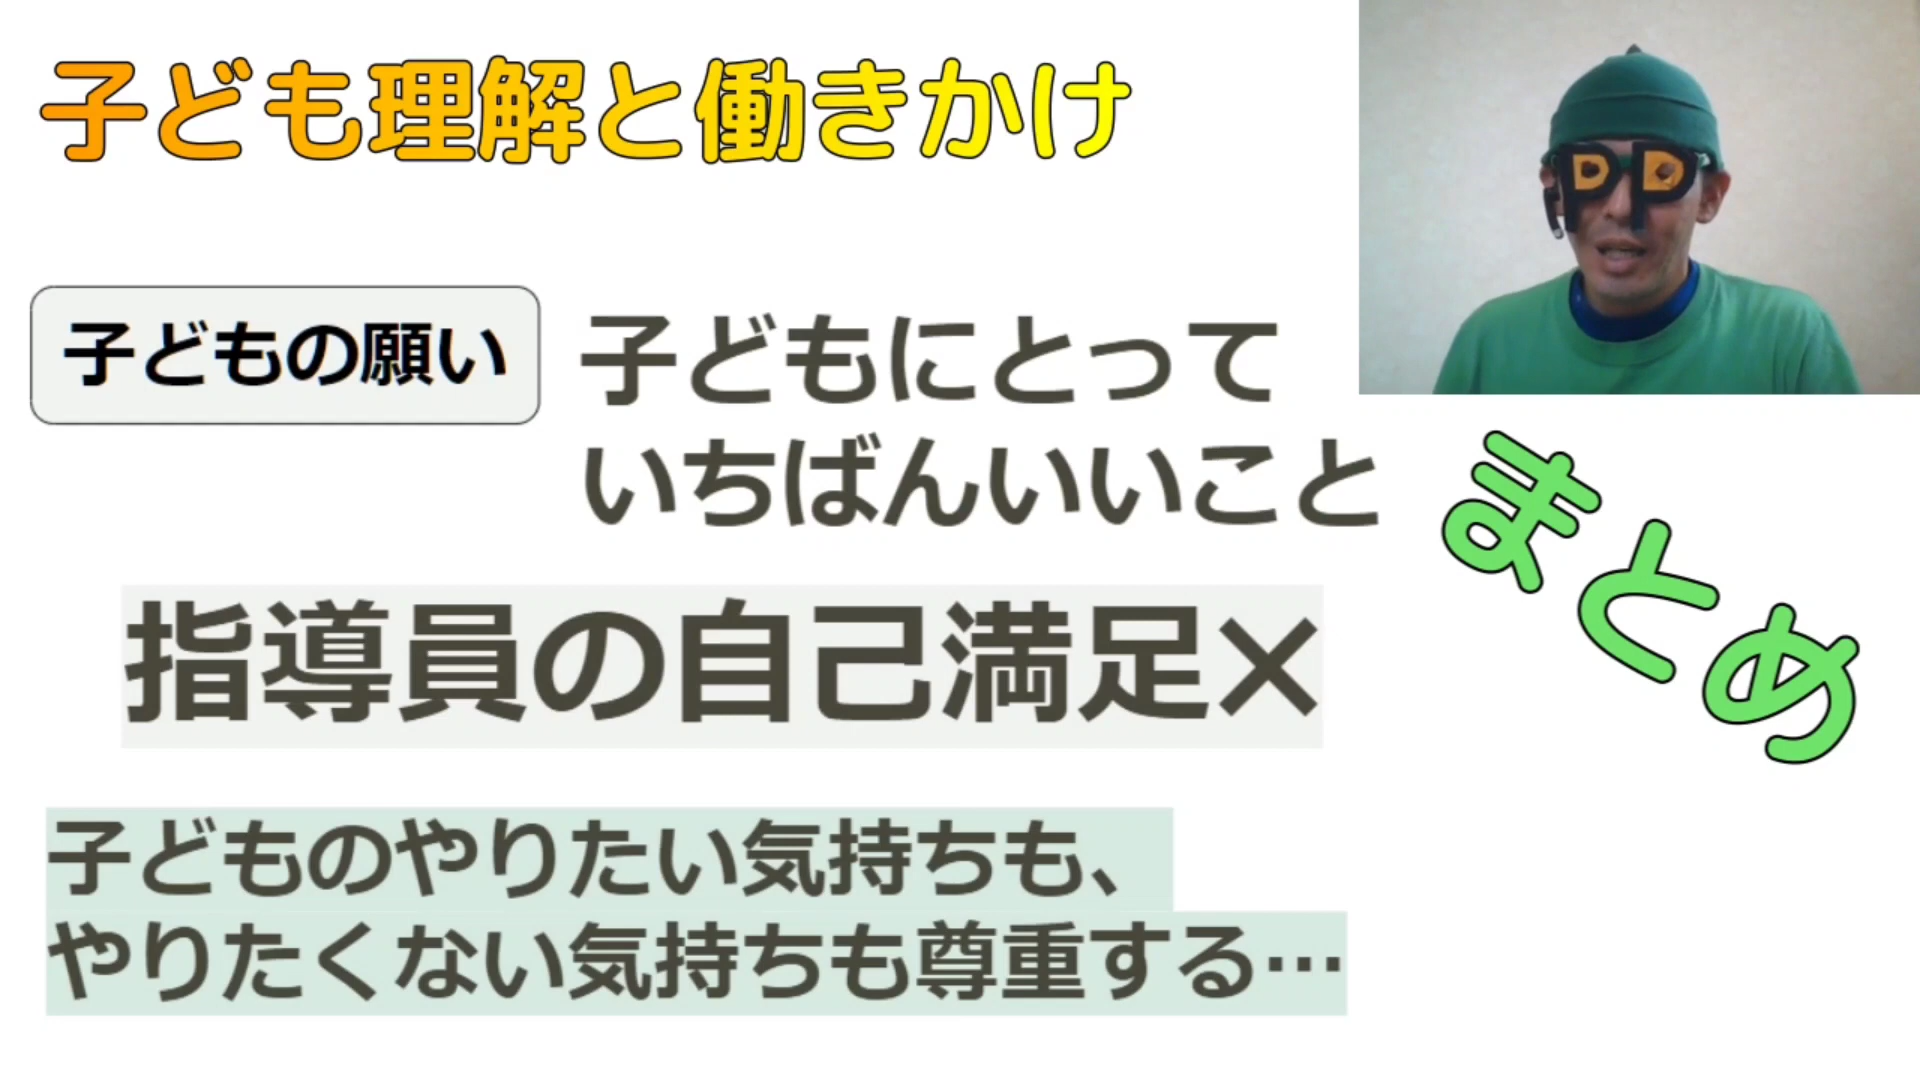 子ども理解と働きかけ
子どもの願い
子どもにとって
いちばんいいこと
まとめ
指導員の自己満足×
子どものやりたい気持ちも、
やりたくない気持ちも尊重する…
PP